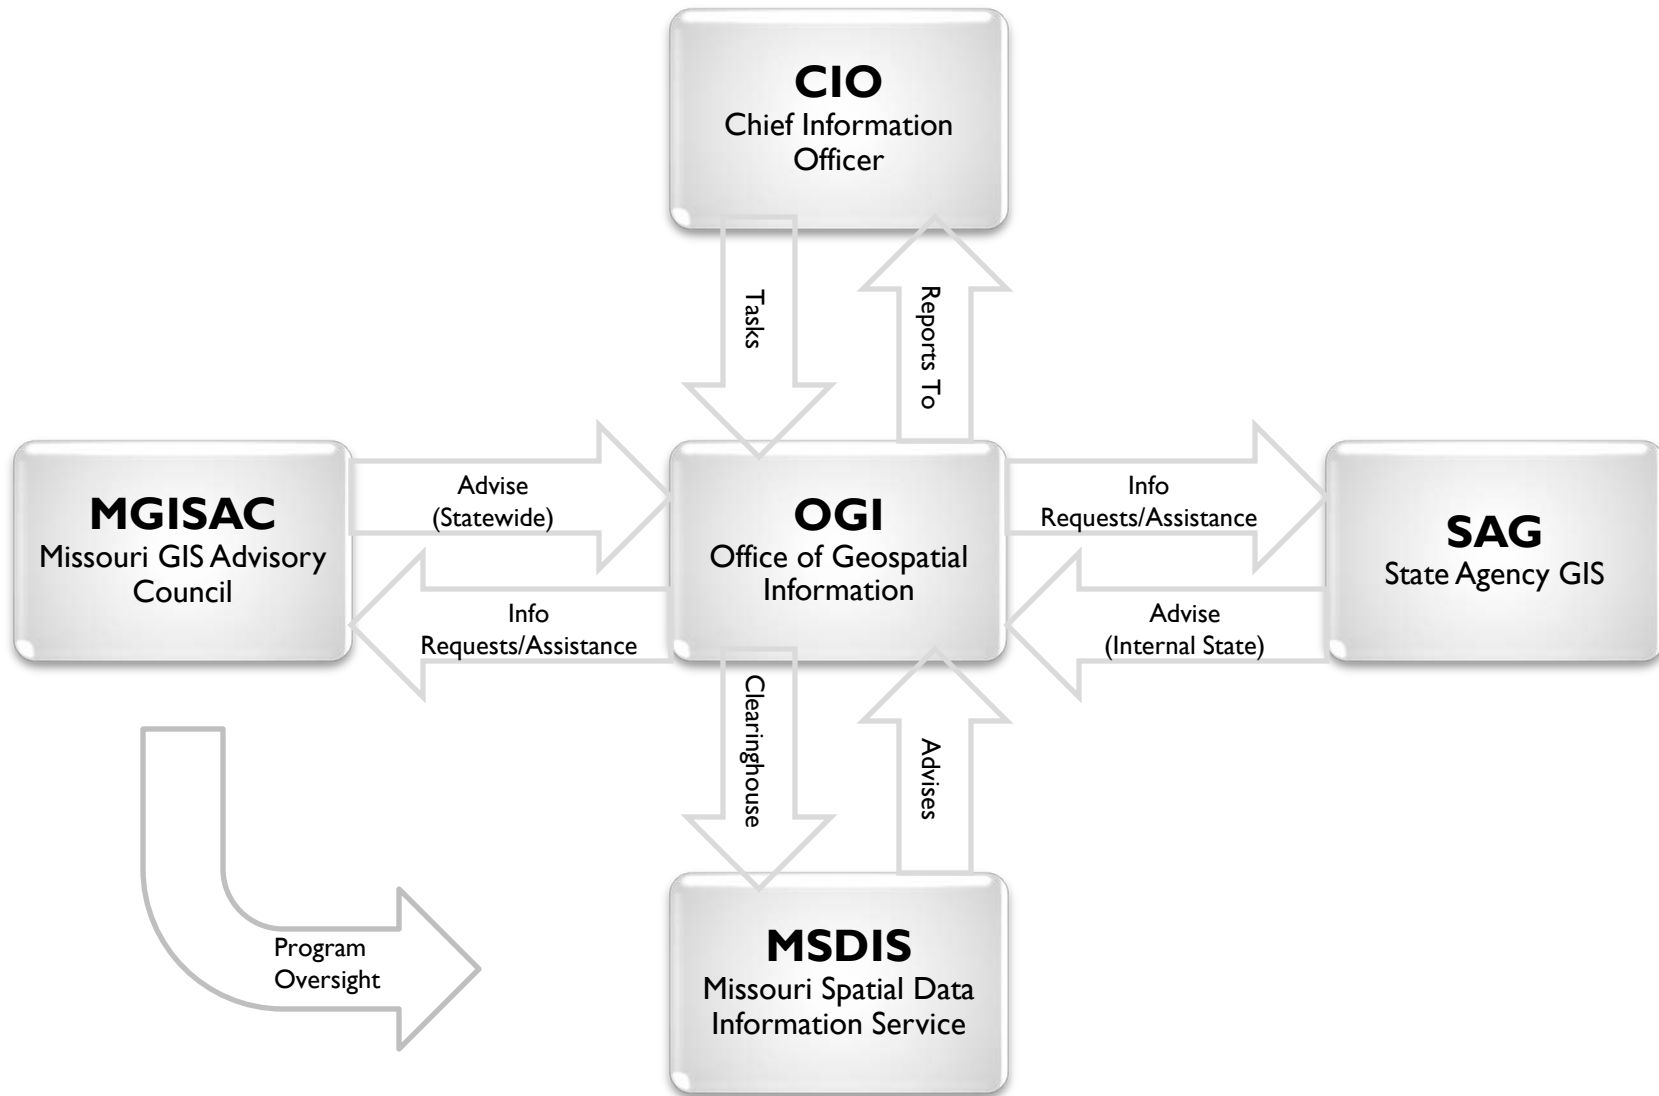 CIO
Chief Information
Officer
Tasks
Reports To
MGISAC
Missouri GIS Advisory
Council
Advise
(Statewide)
Info
Requests/Assistance
OGI
Office of Geospatial
Information
Info
Requests/Assistance
Advise
(Internal State)
SAG
State Agency GIS
Clearinghouse
Advises
Program
Oversight
MSDIS
Missouri Spatial Data
Information Service